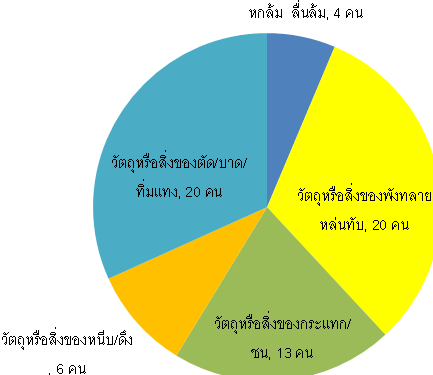 หกล้ม ลื่นล้ม, 4 คน
วัตถุหรือสิ่งของตัด/บาด/
ทิ่มแทง, 20 คน
วัตถุหรือสิ่งของพังทลาย
หล่นทับ, 20 คน
วัตถุหรือสิ่งของกระแทก/
ชน, 13 คน
วัตถุหรือสิ่งของหนีบ/ดึง
, 6 คน